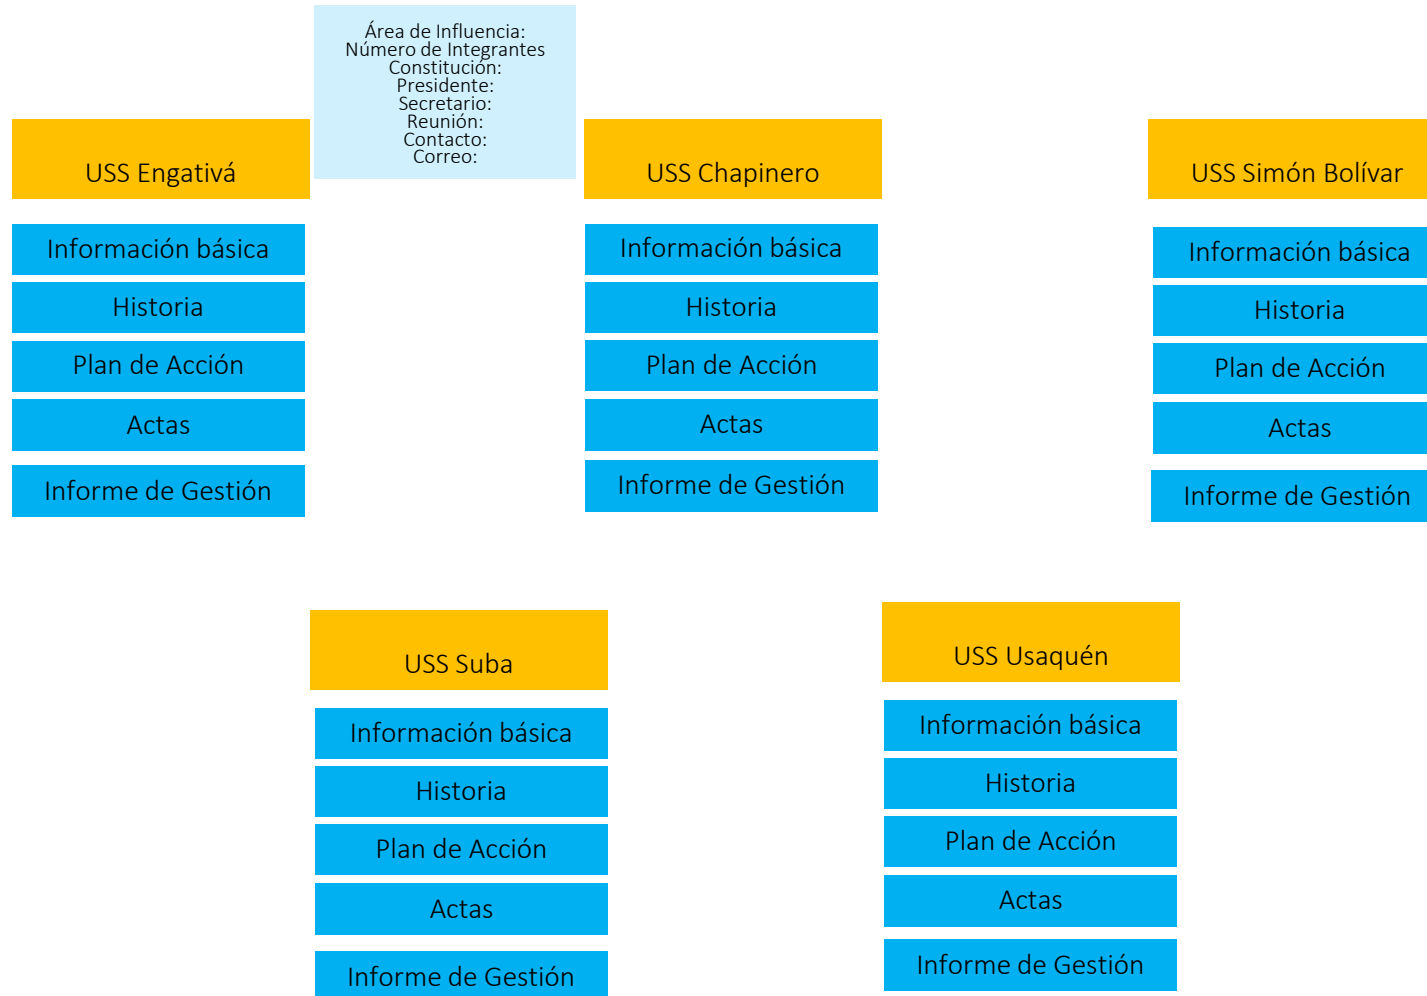 Área de Influencia:
Número de Integrantes
Constitución:
Presidente:
Secretario:
Reunión:
Contacto:
Correo:
USS Engativá
Información básica
Historia
Plan de Acción
Actas
Informe de Gestión
USS Chapinero
Información básica
Historia
Plan de Acción
Actas
Informe de Gestión
USS Simón Bolívar
Información básica
Historia
Plan de Acción
Actas
Informe de Gestión
USS Suba
Información básica
Historia
Plan de Acción
Actas
Informe de Gestión
USS Usaquén
Información básica
Historia
Plan de Acción
Actas
Informe de Gestión